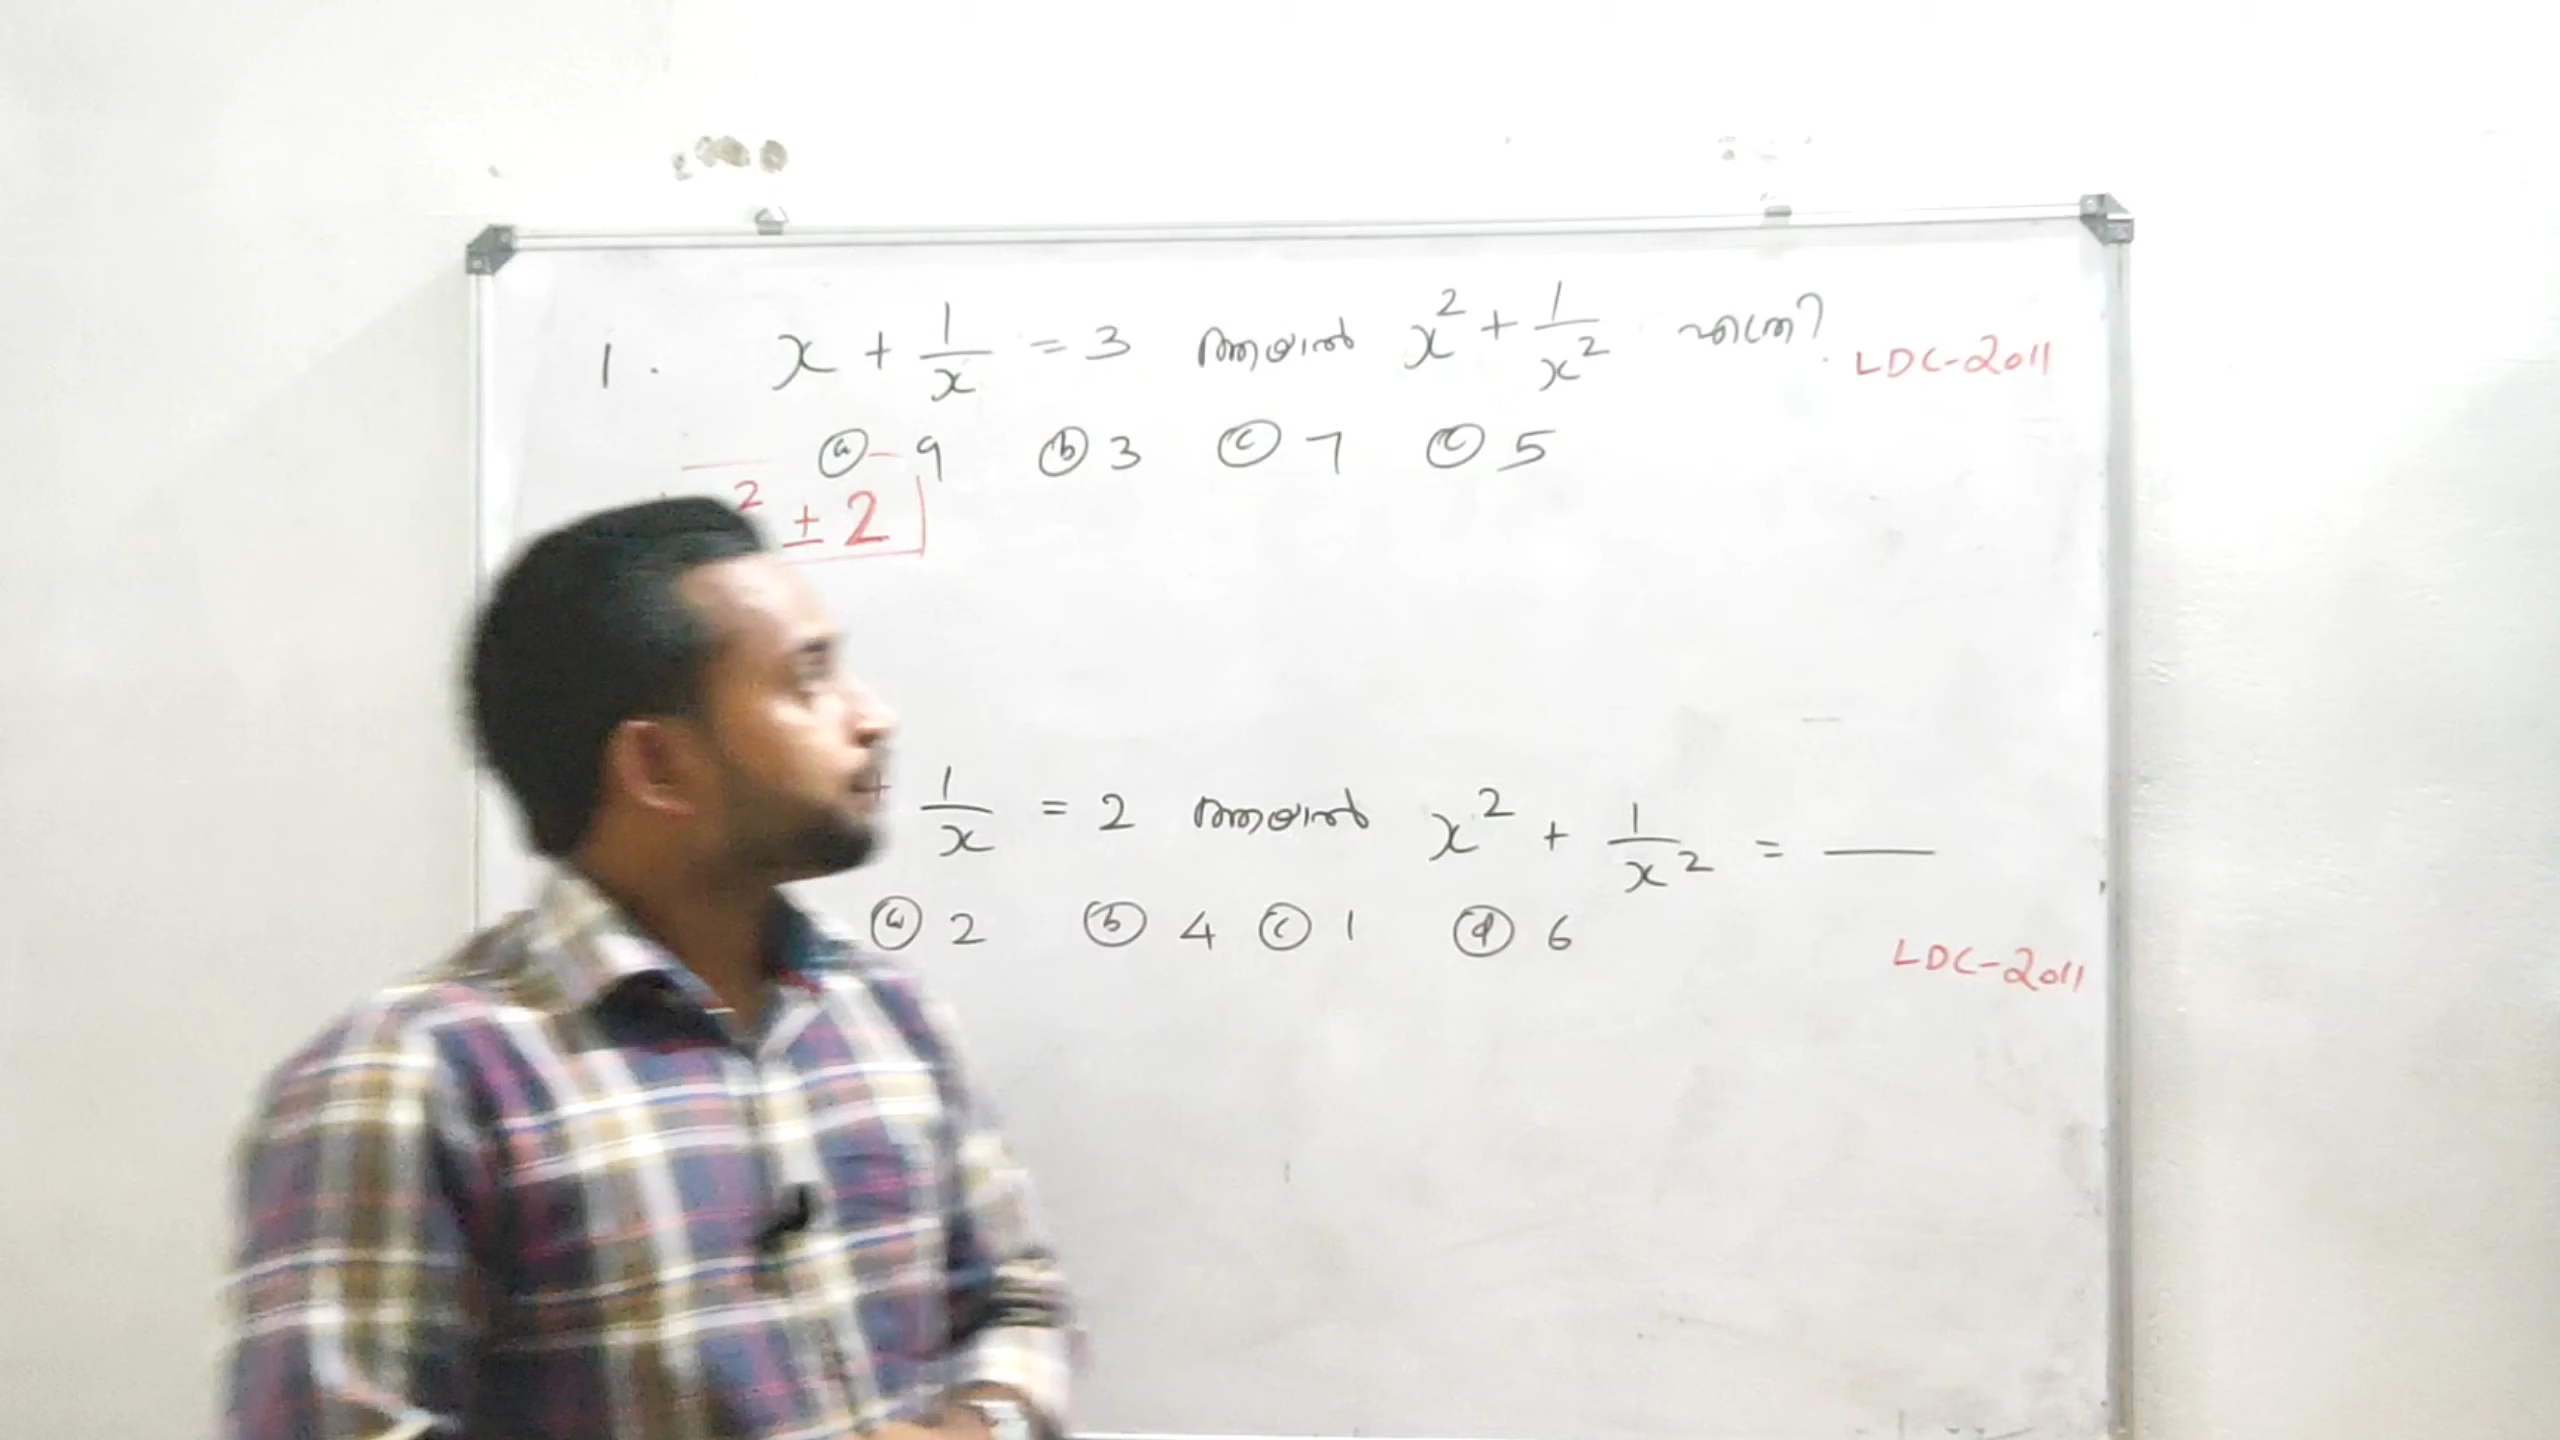 1. x + 1/x = 3 ആയാൽ x² + 1/x² എത്ര? LDC-2011
ⓐ 9 ⓑ 3 ⓒ 7 ⓒ 5
² ± 2
+ 1/x = 2 ആയാൽ x² + 1/x² = ___
ⓐ 2 ⓑ 4 ⓒ 1 ⓓ 6
LDC-2011